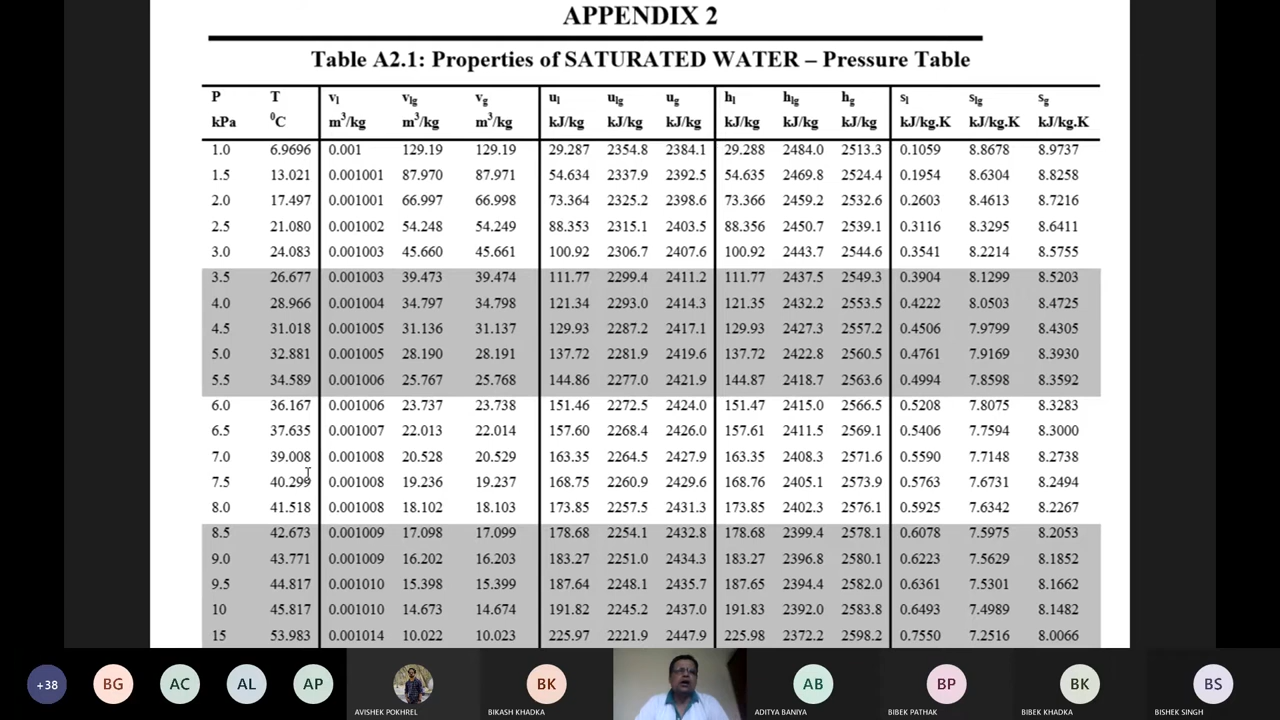 APPENDIX 2
Table A2.1: Properties of SATURATED WATER – Pressure Table
P T vl vlg vg ul ulg ug hl hlg hg sl slg sg
kPa 0C m3/kg m3/kg m3/kg kJ/kg kJ/kg kJ/kg kJ/kg kJ/kg kJ/kg kJ/kg.K kJ/kg.K kJ/kg.K
1.0 6.9696 0.001 129.19 129.19 29.287 2354.8 2384.1 29.288 2484.0 2513.3 0.1059 8.8678 8.9737
1.5 13.021 0.001001 87.970 87.971 54.634 2337.9 2392.5 54.635 2469.8 2524.4 0.1954 8.6304 8.8258
2.0 17.497 0.001001 66.997 66.998 73.364 2325.2 2398.6 73.366 2459.2 2532.6 0.2603 8.4613 8.7216
2.5 21.080 0.001002 54.248 54.249 88.353 2315.1 2403.5 88.356 2450.7 2539.1 0.3116 8.3295 8.6411
3.0 24.083 0.001003 45.660 45.661 100.92 2306.7 2407.6 100.92 2443.7 2544.6 0.3541 8.2214 8.5755
3.5 26.677 0.001003 39.473 39.474 111.77 2299.4 2411.2 111.77 2437.5 2549.3 0.3904 8.1299 8.5203
4.0 28.966 0.001004 34.797 34.798 121.34 2293.0 2414.3 121.35 2432.2 2553.5 0.4222 8.0503 8.4725
4.5 31.018 0.001005 31.136 31.137 129.93 2287.2 2417.1 129.93 2427.3 2557.2 0.4506 7.9799 8.4305
5.0 32.881 0.001005 28.190 28.191 137.72 2281.9 2419.6 137.72 2422.8 2560.5 0.4761 7.9169 8.3930
5.5 34.589 0.001006 25.767 25.768 144.86 2277.0 2421.9 144.87 2418.7 2563.6 0.4994 7.8598 8.3592
6.0 36.167 0.001006 23.737 23.738 151.46 2272.5 2424.0 151.47 2415.0 2566.5 0.5208 7.8075 8.3283
6.5 37.635 0.001007 22.013 22.014 157.60 2268.4 2426.0 157.61 2411.5 2569.1 0.5406 7.7594 8.3000
7.0 39.008 0.001008 20.528 20.529 163.35 2264.5 2427.9 163.35 2408.3 2571.6 0.5590 7.7148 8.2738
7.5 40.299 0.001008 19.236 19.237 168.75 2260.9 2429.6 168.76 2405.1 2573.9 0.5763 7.6731 8.2494
8.0 41.518 0.001008 18.102 18.103 173.85 2257.4 2431.3 173.85 2402.3 2576.1 0.5925 7.6342 8.2267
8.5 42.673 0.001009 17.098 17.099 178.68 2254.1 2432.8 178.68 2399.4 2578.1 0.6078 7.5975 8.2053
9.0 43.771 0.001009 16.202 16.203 183.27 2251.0 2434.3 183.27 2396.8 2580.1 0.6223 7.5629 8.1852
9.5 44.817 0.001010 15.398 15.399 187.64 2248.1 2435.7 187.65 2394.4 2582.0 0.6361 7.5301 8.1662
10 45.817 0.001010 14.673 14.674 191.82 2245.2 2437.0 191.83 2392.0 2583.8 0.6493 7.4989 8.1482
15 53.983 0.001014 10.022 10.023 225.97 2221.9 2447.9 225.98 2372.2 2598.2 0.7550 7.2516 8.0066
+38 BG AC AL AP BK AB BP BK BS
AVISHEK POKHREL BIKASH KHADKA ADITYA BANIYA BIBEK PATHAK BIBEK KHADKA BISHEK SINGH